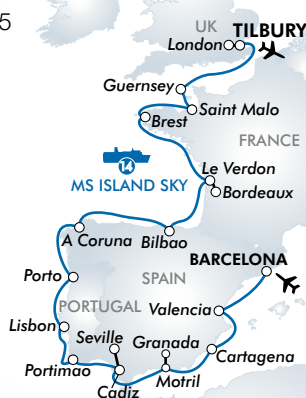 5
UK
TILBURY
London
Guernsey
Saint Malo
Brest
FRANCE
14
MS ISLAND SKY
Le Verdon
Bordeaux
A Coruna
Bilbao
BARCELONA
Porto
SPAIN
PORTUGAL
Valencia
Lisbon
Seville
Granada
Cartagena
Portimao
Motril
Cadiz